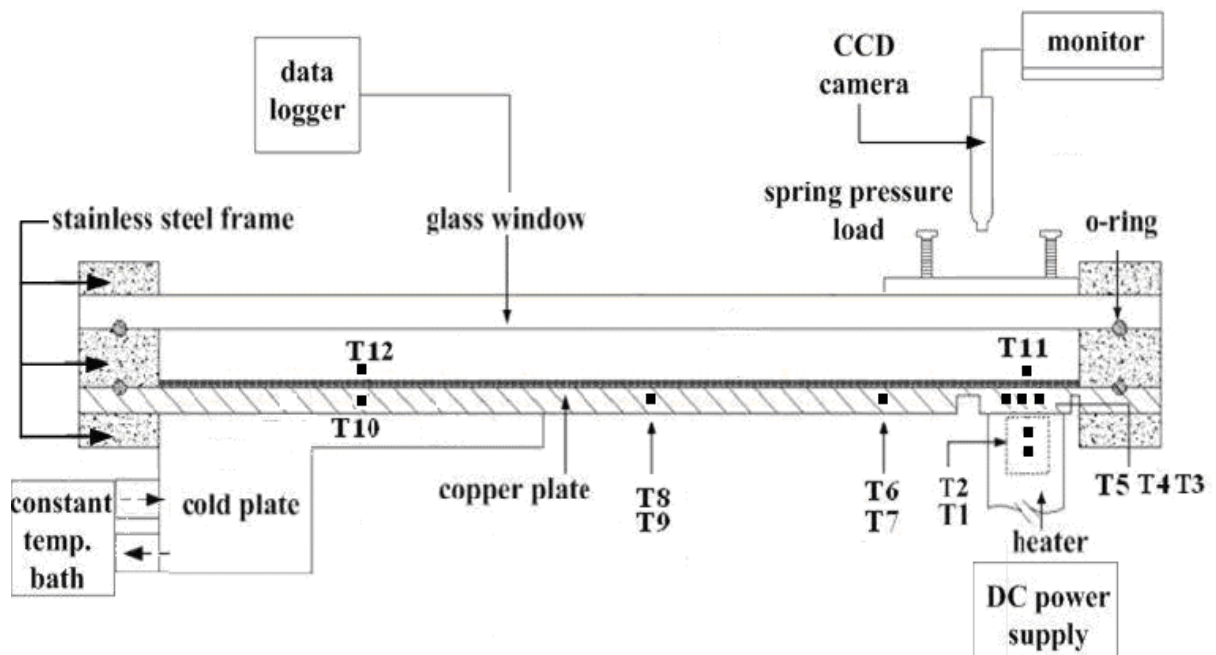 CCD
camera
monitor
data
logger
spring pressure
load
stainless steel frame
glass window
o-ring
T12
T11
T10
constant
temp.
bath
cold plate
copper plate
T8
T9
T6
T7
T2
T1
T5 T4 T3
heater
DC power
supply